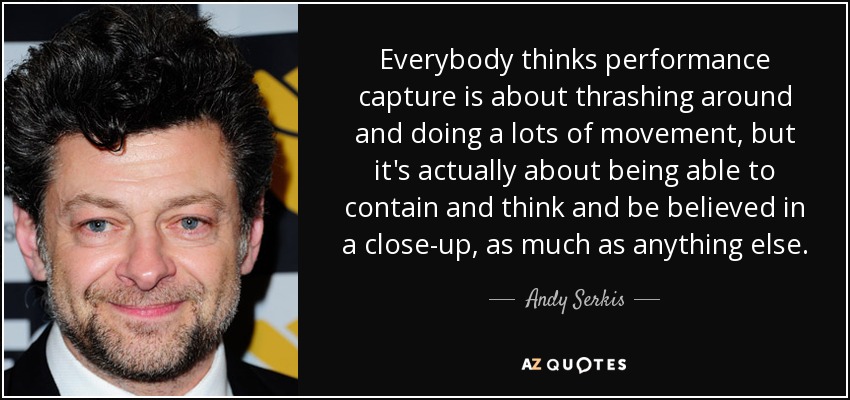 Everybody thinks performance
capture is about thrashing around
and doing a lots of movement, but
it's actually about being able to
contain and think and be believed in
a close-up, as much as anything else.
Andy Serkis
AZ QUOTES